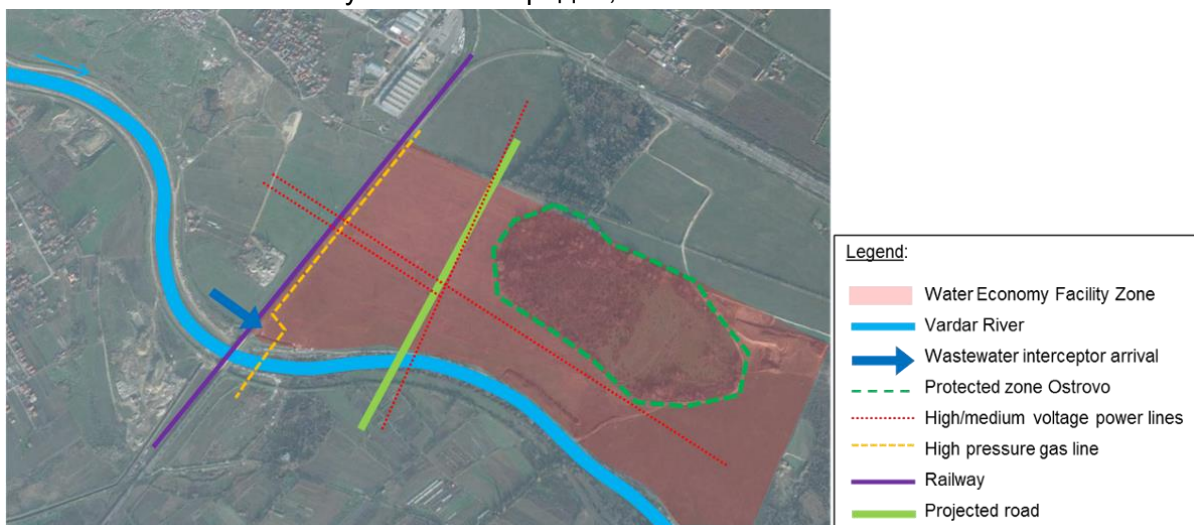 Legend:
Water Economy Facility Zone
Vardar River
Wastewater interceptor arrival
Protected zone Ostrovo
High/medium voltage power lines
High pressure gas line
Railway
Projected road